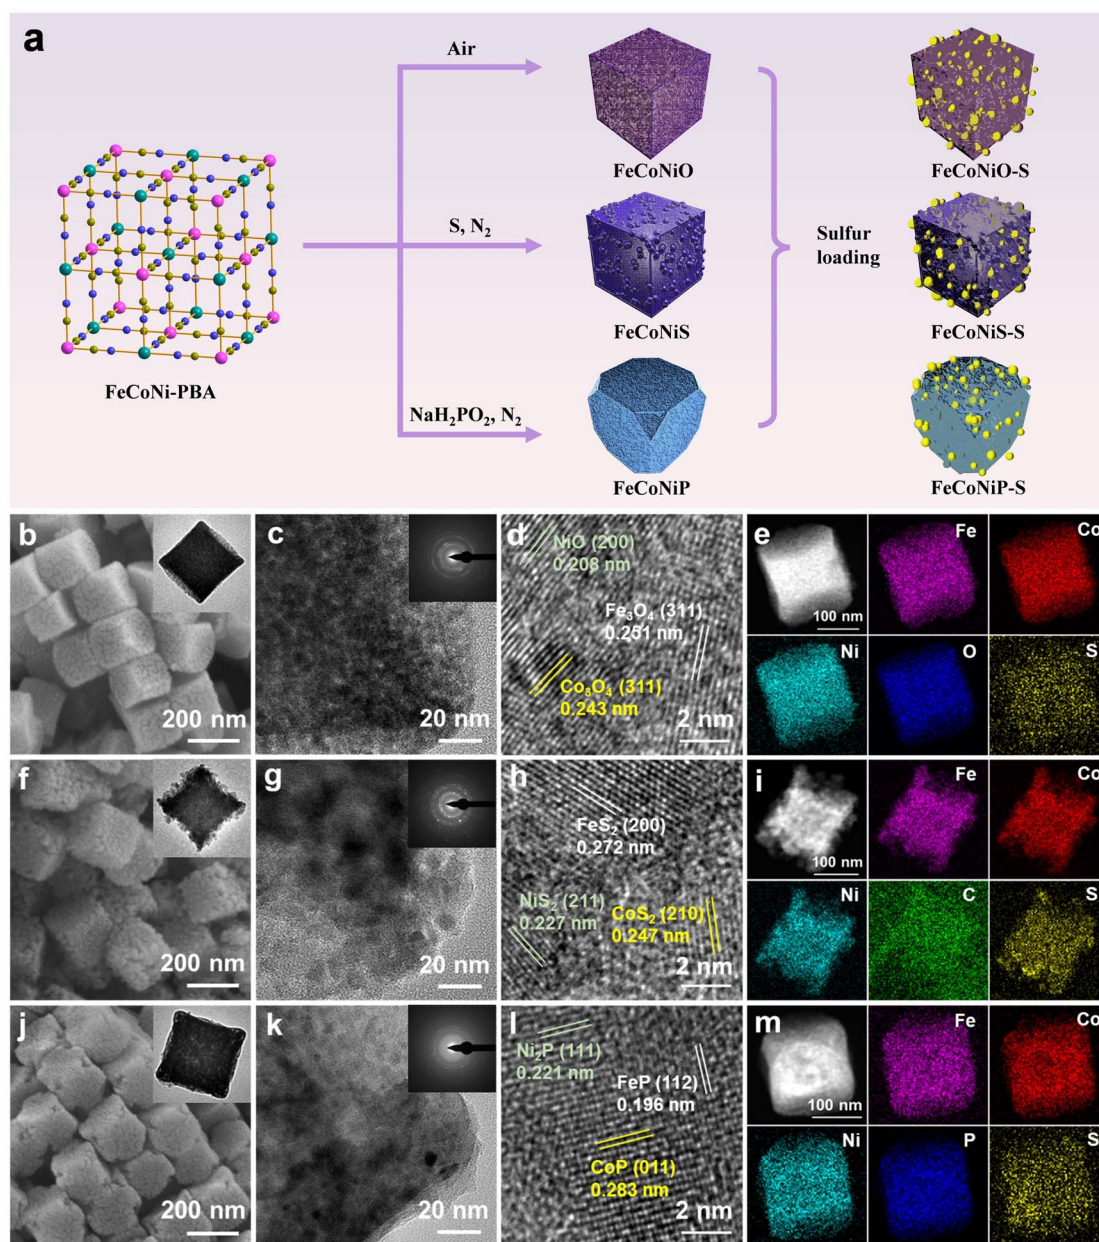 a
Air
FeCoNiO
FeCoNiO-S
S, N₂
Sulfur
loading
FeCoNiS
FeCoNiS-S
FeCoNi-PBA
NaH₂PO₂, N₂
FeCoNiP
FeCoNiP-S
b
200 nm
c
20 nm
d
NiO (200)
0.208 nm
Fe₃O₄ (311)
0.251 nm
Co₃O₄ (311)
0.243 nm
2 nm
e
Fe
Co
100 nm
Ni
O
S
f
200 nm
g
20 nm
h
FeS₂ (200)
0.272 nm
NiS₂ (211)
0.227 nm
CoS₂ (210)
0.247 nm
2 nm
i
Fe
Co
100 nm
Ni
C
S
j
200 nm
k
20 nm
l
Ni₂P (111)
0.221 nm
FeP (112)
0.196 nm
CoP (011)
0.283 nm
2 nm
m
Fe
Co
100 nm
Ni
P
S